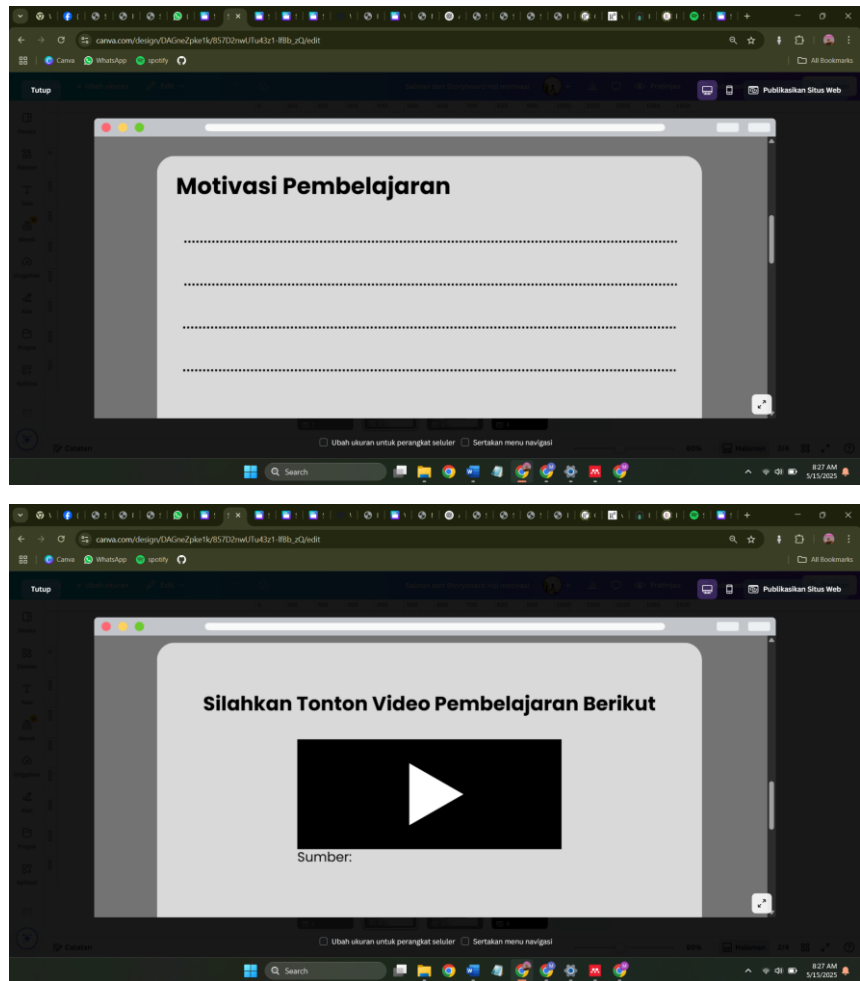 canva.com/design/DAGneZpke1k/857D2nwUTu43z1-lf8b_zQ/edit
Canva WhatsApp spotify All Bookmarks
Tutup Publikasikan Situs Web
Motivasi Pembelajaran
Ubah ukuran untuk perangkat seluler Sertakan menu navigasi
Search
8:27 AM
5/15/2025
canva.com/design/DAGneZpke1k/857D2nwUTu43z1-lf8b_zQ/edit
Canva WhatsApp spotify All Bookmarks
Tutup Publikasikan Situs Web
Silahkan Tonton Video Pembelajaran Berikut
Sumber:
Ubah ukuran untuk perangkat seluler Sertakan menu navigasi
Search
8:27 AM
5/15/2025